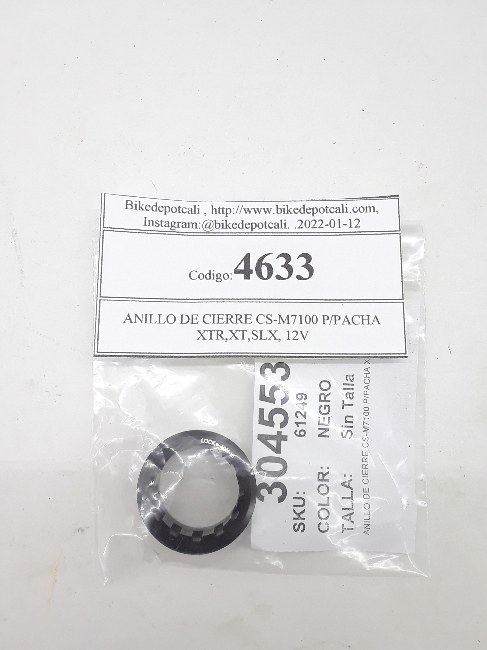 Bikedepotcali , http://www.bikedepotcali.com,
Instagram:@bikedepotcali. .2022-01-12
Codigo:4633
ANILLO DE CIERRE CS-M7100 P/PACHA
XTR,XT,SLX, 12V
304553
SKU: 61249
COLOR: NEGRO
TALLA: Sin Talla
ANILLO DE CIERRE CS-M7100 P/PACHA X